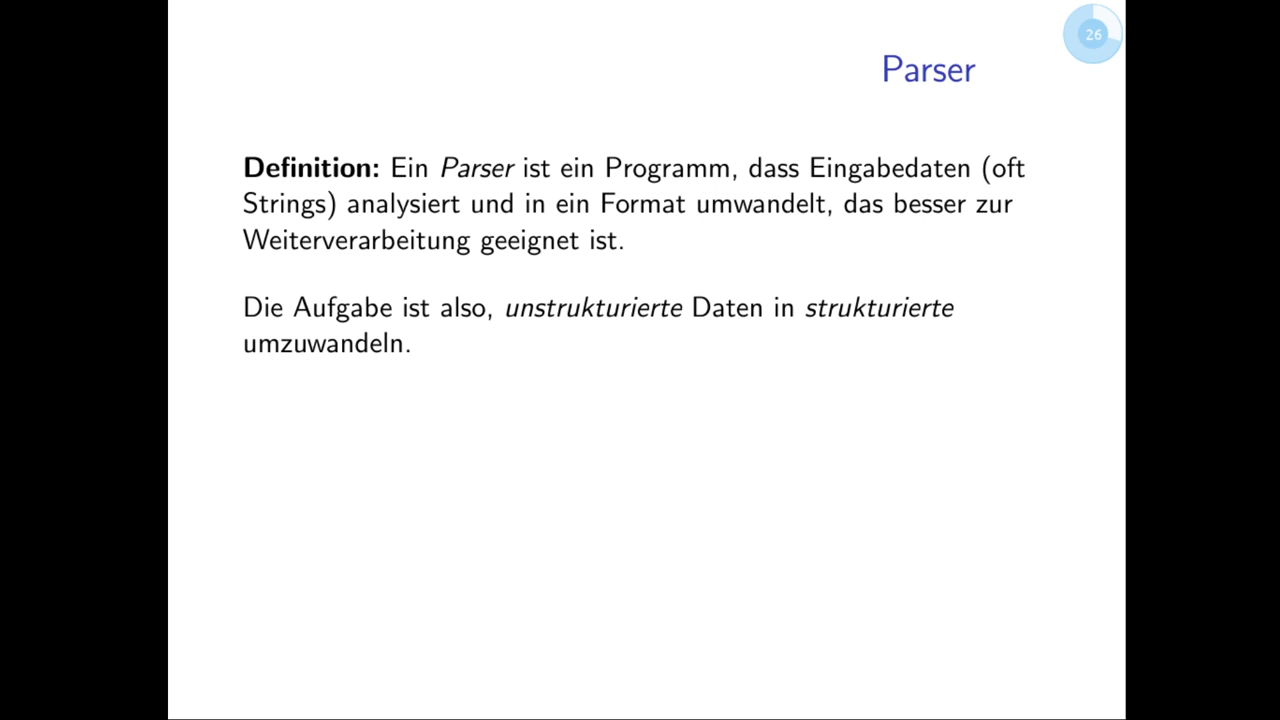 26
Parser
Definition: Ein Parser ist ein Programm, dass Eingabedaten (oft
Strings) analysiert und in ein Format umwandelt, das besser zur
Weiterverarbeitung geeignet ist.
Die Aufgabe ist also, unstrukturierte Daten in strukturierte
umzuwandeln.